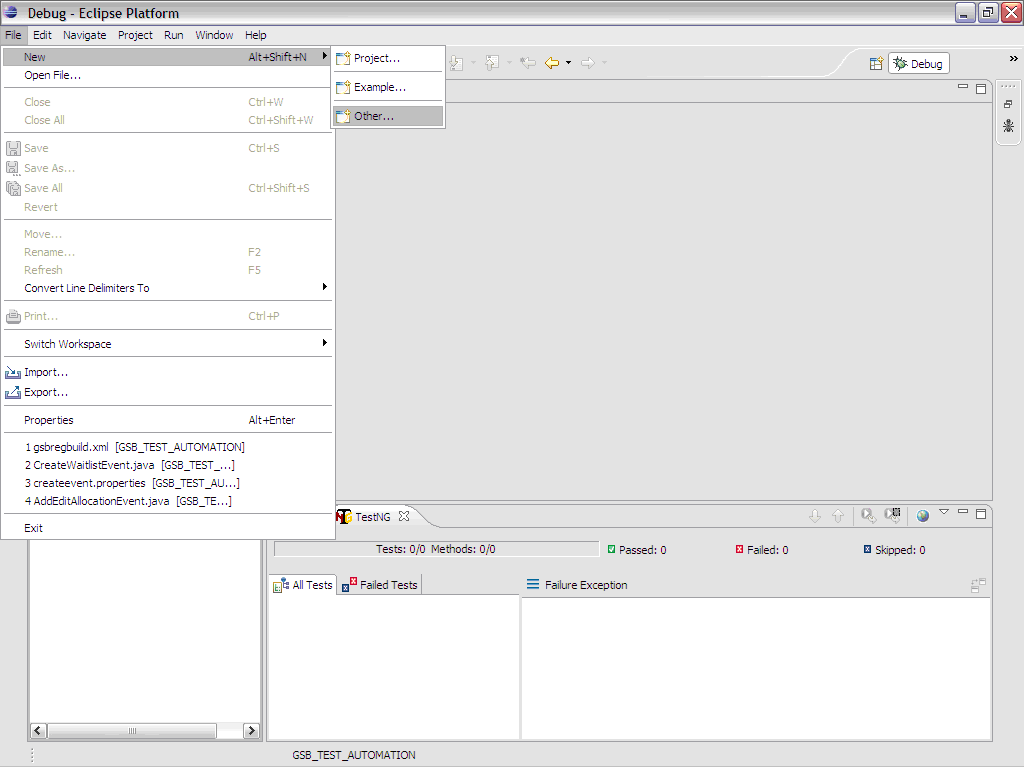 Debug - Eclipse Platform
File Edit Navigate Project Run Window Help
New Alt+Shift+N
Open File...
Close Ctrl+W
Close All Ctrl+Shift+W
Save Ctrl+S
Save As...
Save All Ctrl+Shift+S
Revert
Move...
Rename... F2
Refresh F5
Convert Line Delimiters To
Print... Ctrl+P
Switch Workspace
Import...
Export...
Properties Alt+Enter
1 gsbregbuild.xml [GSB_TEST_AUTOMATION]
2 CreateWaitlistEvent.java [GSB_TEST_...]
3 createevent.properties [GSB_TEST_AU...]
4 AddEditAllocationEvent.java [GSB_TE...]
Exit
Project...
Example...
Other...
Debug
TestNG
Tests: 0/0 Methods: 0/0
Passed: 0
Failed: 0
Skipped: 0
All Tests
Failed Tests
Failure Exception
GSB_TEST_AUTOMATION